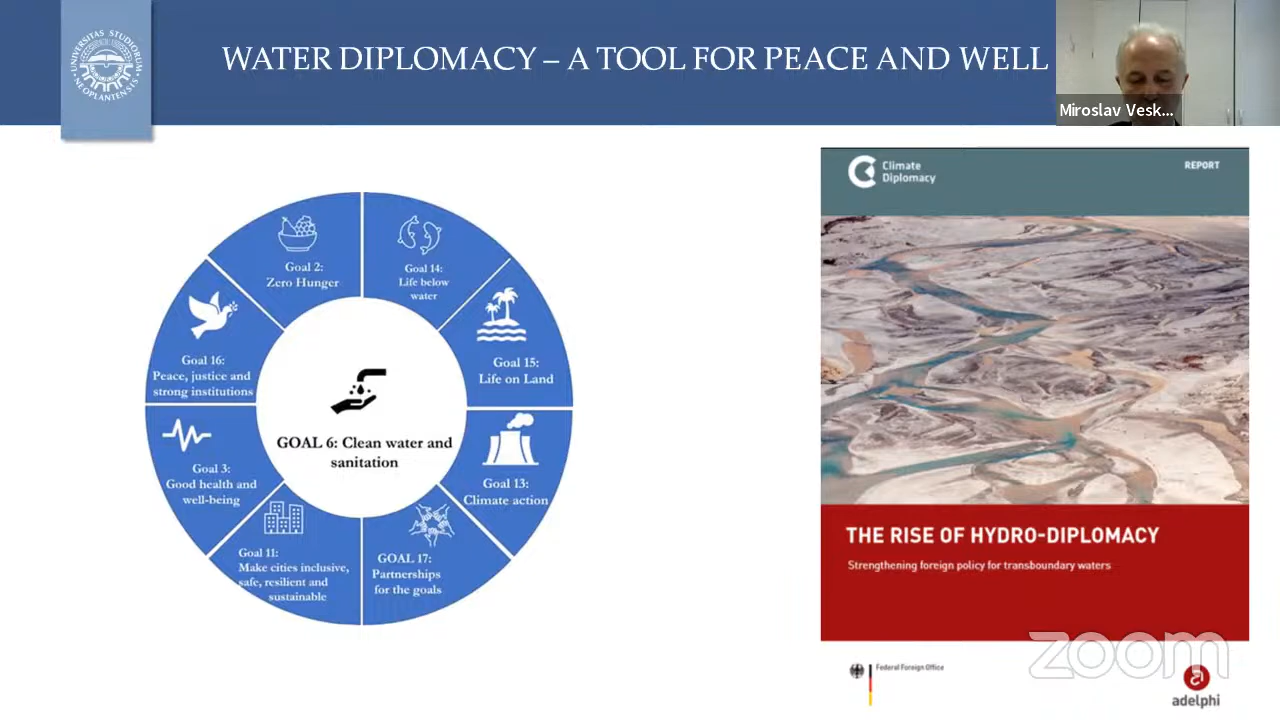 UNIVERSITAS STUDIORUM
NEOPLANTENSIS
WATER DIPLOMACY – A TOOL FOR PEACE AND WELL
Miroslav Vesk...
Goal 2:
Zero Hunger
Goal 14:
Life below
water
Goal 15:
Life on Land
Goal 13:
Climate action
GOAL 17:
Partnerships
for the goals
Goal 11:
Make cities inclusive,
safe, resilient and
sustainable
Goal 3:
Good health and
well-being
Goal 16:
Peace, justice and
strong institutions
GOAL 6: Clean water and
sanitation
Climate
Diplomacy
REPORT
THE RISE OF HYDRO-DIPLOMACY
Strengthening foreign policy for transboundary waters
Federal Foreign Office
adelphi
zoom